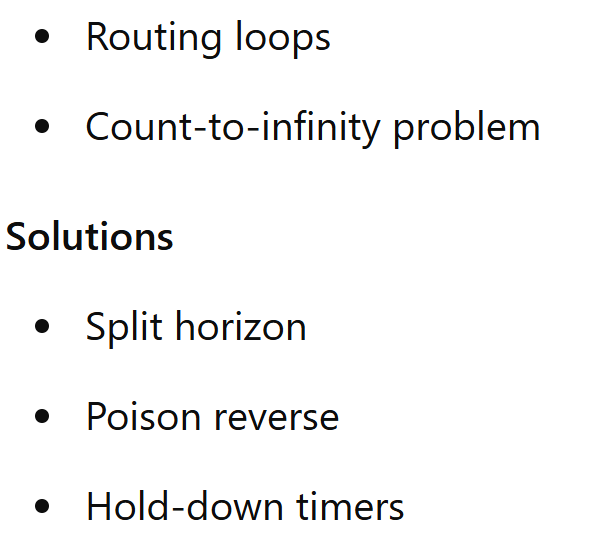 • Routing loops
• Count-to-infinity problem
Solutions
• Split horizon
• Poison reverse
• Hold-down timers